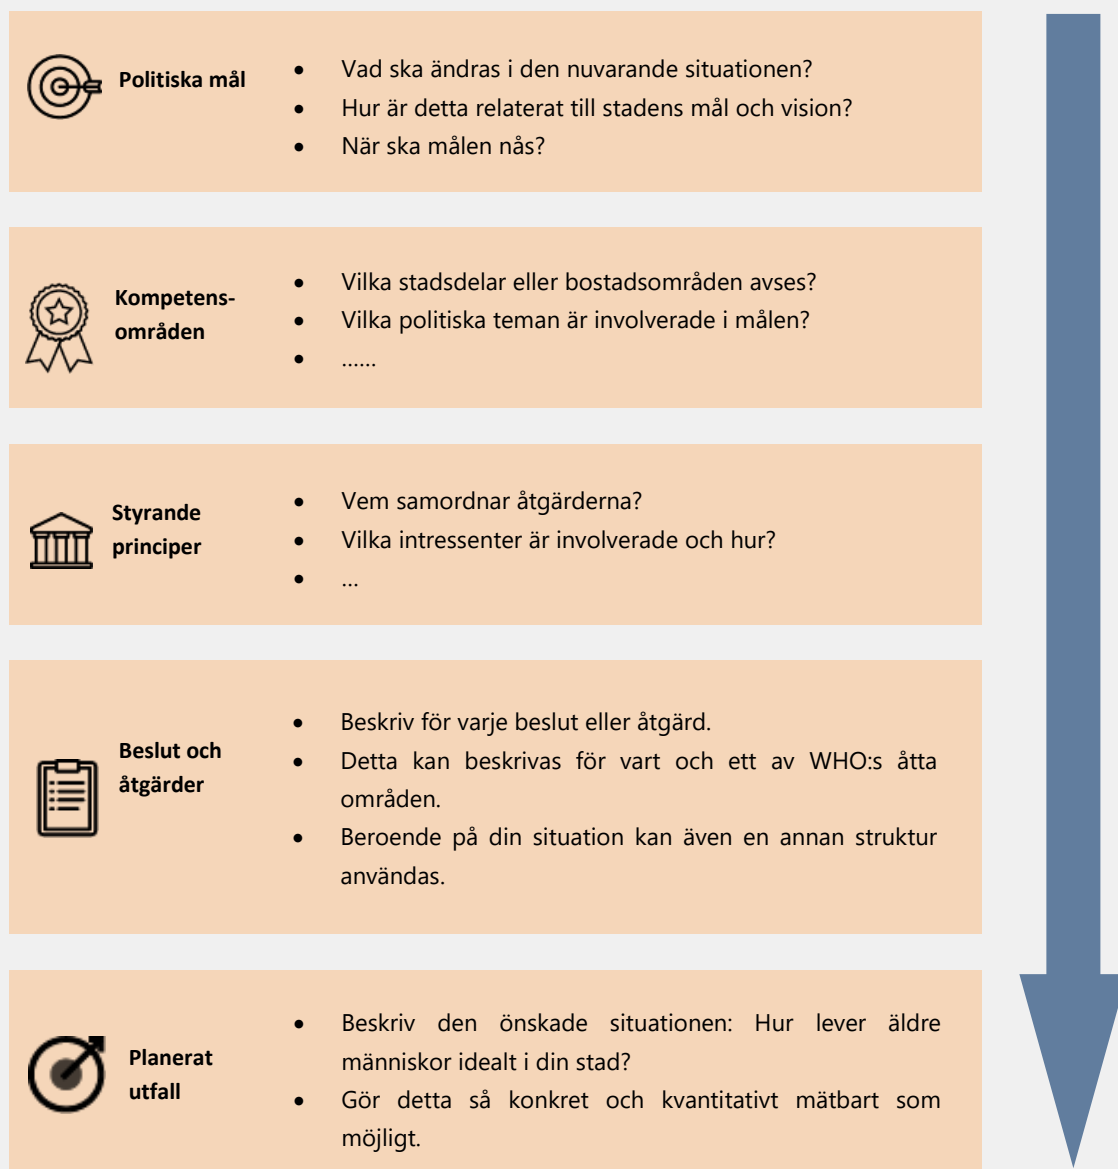 Politiska mål
• Vad ska ändras i den nuvarande situationen?
• Hur är detta relaterat till stadens mål och vision?
• När ska målen nås?
Kompetens-
områden
• Vilka stadsdelar eller bostadsområden avses?
• Vilka politiska teman är involverade i målen?
• ......
Styrande
principer
• Vem samordnar åtgärderna?
• Vilka intressenter är involverade och hur?
• ...
Beslut och
åtgärder
• Beskriv för varje beslut eller åtgärd.
• Detta kan beskrivas för vart och ett av WHO:s åtta
områden.
• Beroende på din situation kan även en annan struktur
användas.
Planerat
utfall
• Beskriv den önskade situationen: Hur lever äldre
människor idealt i din stad?
• Gör detta så konkret och kvantitativt mätbart som
möjligt.